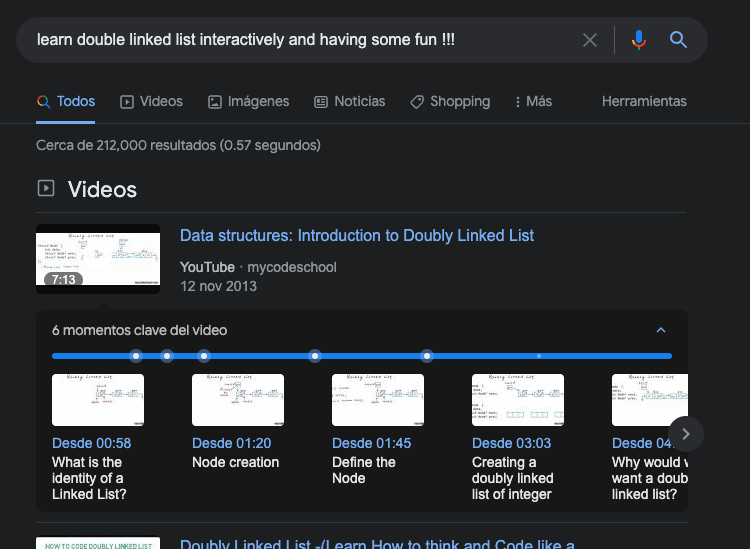 learn double linked list interactively and having some fun !!!
Todos
Videos
Imágenes
Noticias
Shopping
Más
Herramientas
Cerca de 212,000 resultados (0.57 segundos)
Videos
7:13
Data structures: Introduction to Doubly Linked List
YouTube · mycodeschool
12 nov 2013
6 momentos clave del video
Desde 00:58
What is the
identity of a
Linked List?
Desde 01:20
Node creation
Desde 01:45
Define the
Node
Desde 03:03
Creating a
doubly linked
list of integer
Desde 04
Why would
want a doub
linked list?
HOW TO CODE DOUBLY LINKED LIST
Doubly Linked List -(Learn How to think and Code like a